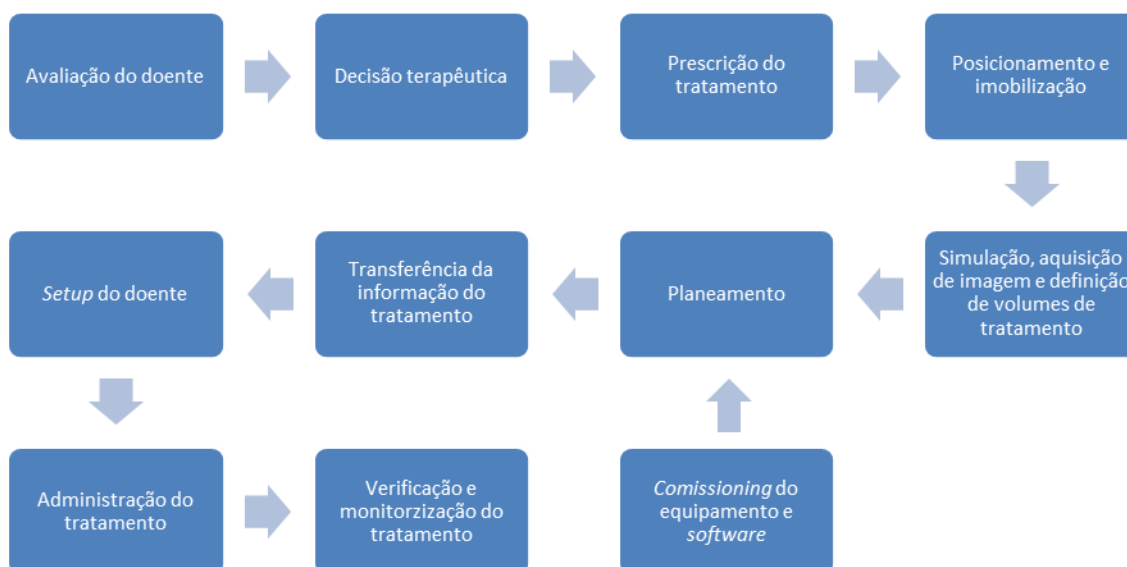 Avaliação do doente
Decisão terapêutica
Prescrição do
tratamento
Posicionamento e
imobilização
Simulação, aquisição
de imagem e definição
de volumes de
tratamento
Planeamento
Transferência da
informação do
tratamento
Setup do doente
Administração do
tratamento
Verificação e
monitorzização do
tratamento
Comissioning do
equipamento e
software